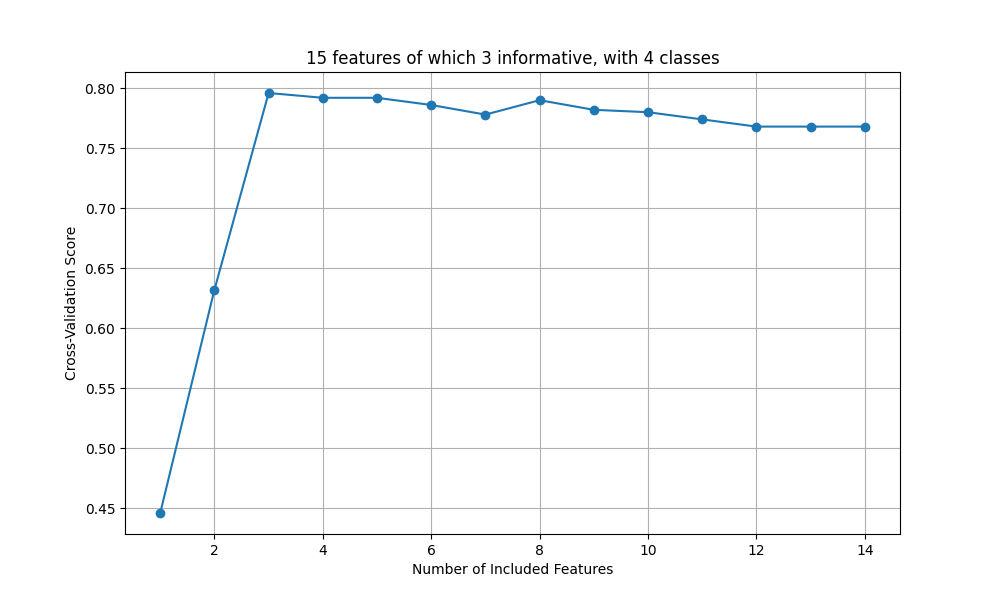 15 features of which 3 informative, with 4 classes
0.80
0.75
0.70
0.65
0.60
0.55
0.50
0.45
Cross-Validation Score
2 4 6 8 10 12 14
Number of Included Features